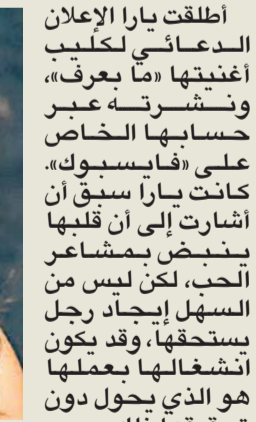 أطلقت يارا الإعلان
الدعائي لكليب
أغنيتها «ما بعرف»،
ونشرته عبر
حسابها الخاص
على «فايسبوك».
كانت يارا سبق أن
أشارت إلى أن قلبها
ينبض بمشاعر
الحب، لكن ليس من
السهل إيجاد رجل
يستحقها، وقد يكون
انشغالها بعملها
هو الذي يحول دون